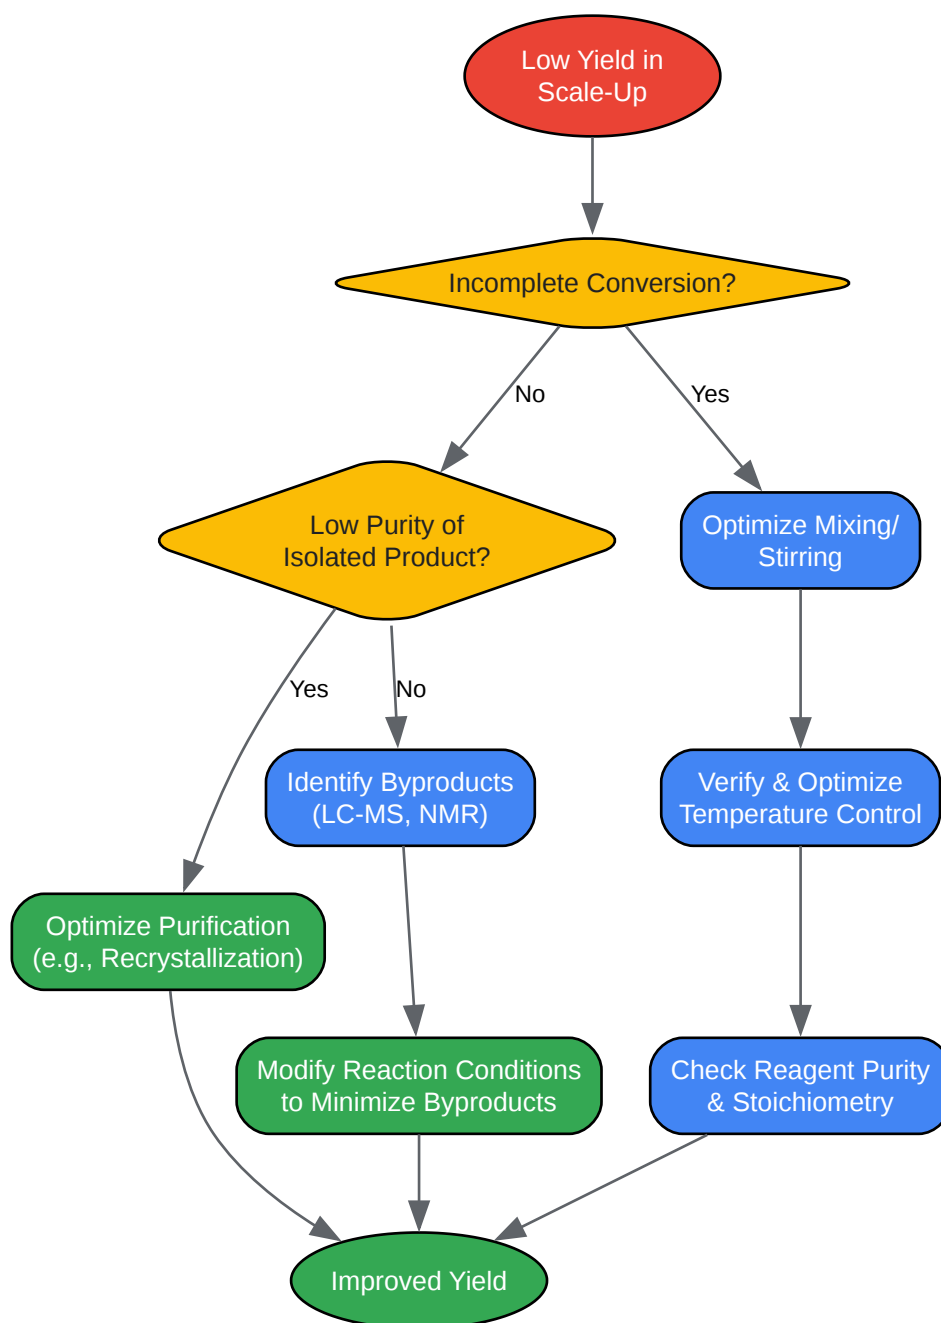 Low Yield in
Scale-Up
Incomplete Conversion?
No
Yes
Low Purity of
Isolated Product?
Optimize Mixing/
Stirring
Yes
No
Identify Byproducts
(LC-MS, NMR)
Verify & Optimize
Temperature Control
Optimize Purification
(e.g., Recrystallization)
Modify Reaction Conditions
to Minimize Byproducts
Check Reagent Purity
& Stoichiometry
Improved Yield